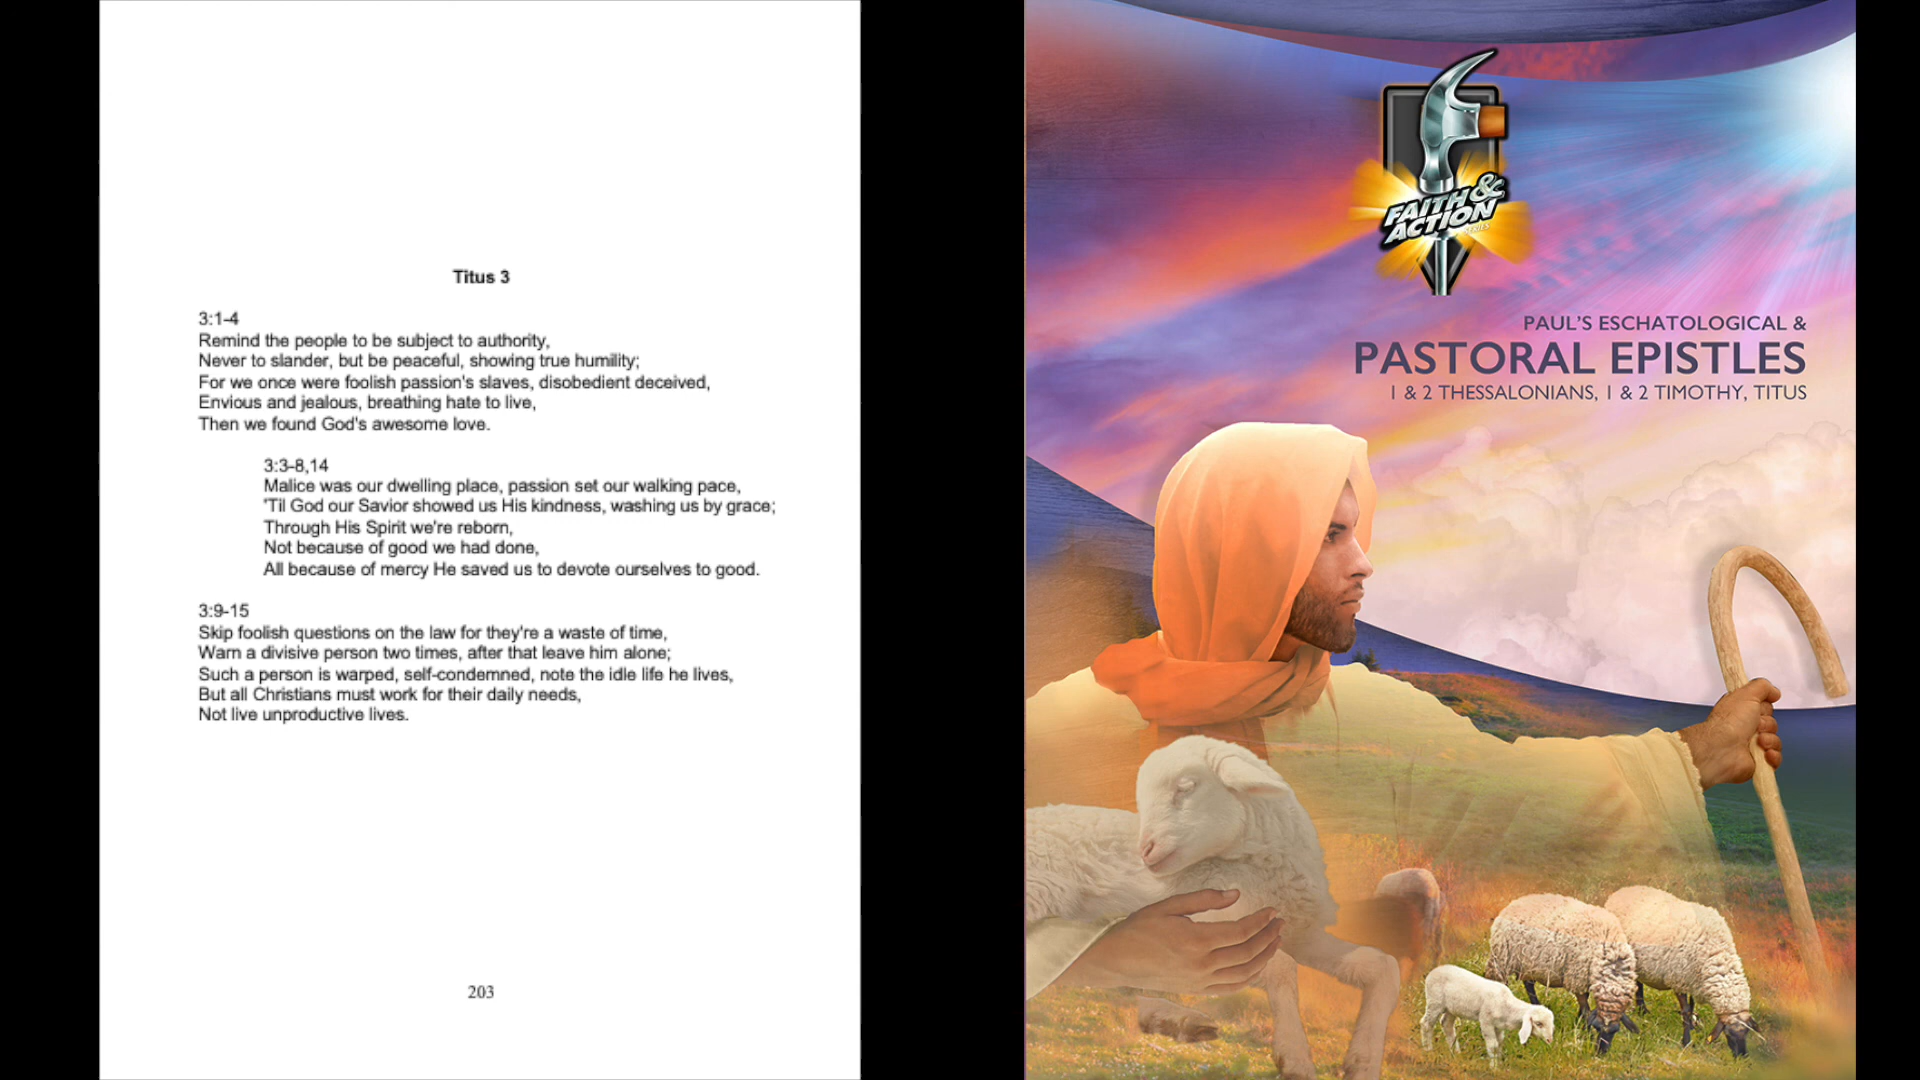 Titus 3
3:1-4
Remind the people to be subject to authority,
Never to slander, but be peaceful, showing true humility;
For we once were foolish passion's slaves, disobedient deceived,
Envious and jealous, breathing hate to live,
Then we found God's awesome love.
3:3-8,14
Malice was our dwelling place, passion set our walking pace,
'Til God our Savior showed us His kindness, washing us by grace;
Through His Spirit we're reborn,
Not because of good we had done,
All because of mercy He saved us to devote ourselves to good.
3:9-15
Skip foolish questions on the law for they're a waste of time,
Warn a divisive person two times, after that leave him alone;
Such a person is warped, self-condemned, note the idle life he lives,
But all Christians must work for their daily needs,
Not live unproductive lives.
203
FAITH &
ACTION
SERIES
PAUL'S ESCHATOLOGICAL &
PASTORAL EPISTLES
1 & 2 THESSALONIANS, 1 & 2 TIMOTHY, TITUS